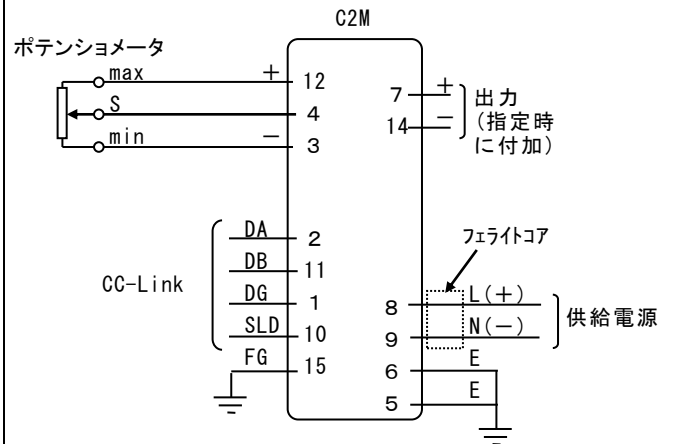 C2M
ポテンショメータ
max
+
12
S
4
min
−
3
7
+
14
−
出力
(指定時
に付加)
DA
2
DB
11
DG
1
SLD
10
FG
15
CC-Link
フェライトコア
8
L(+)
9
N(−)
供給電源
6
E
5
E